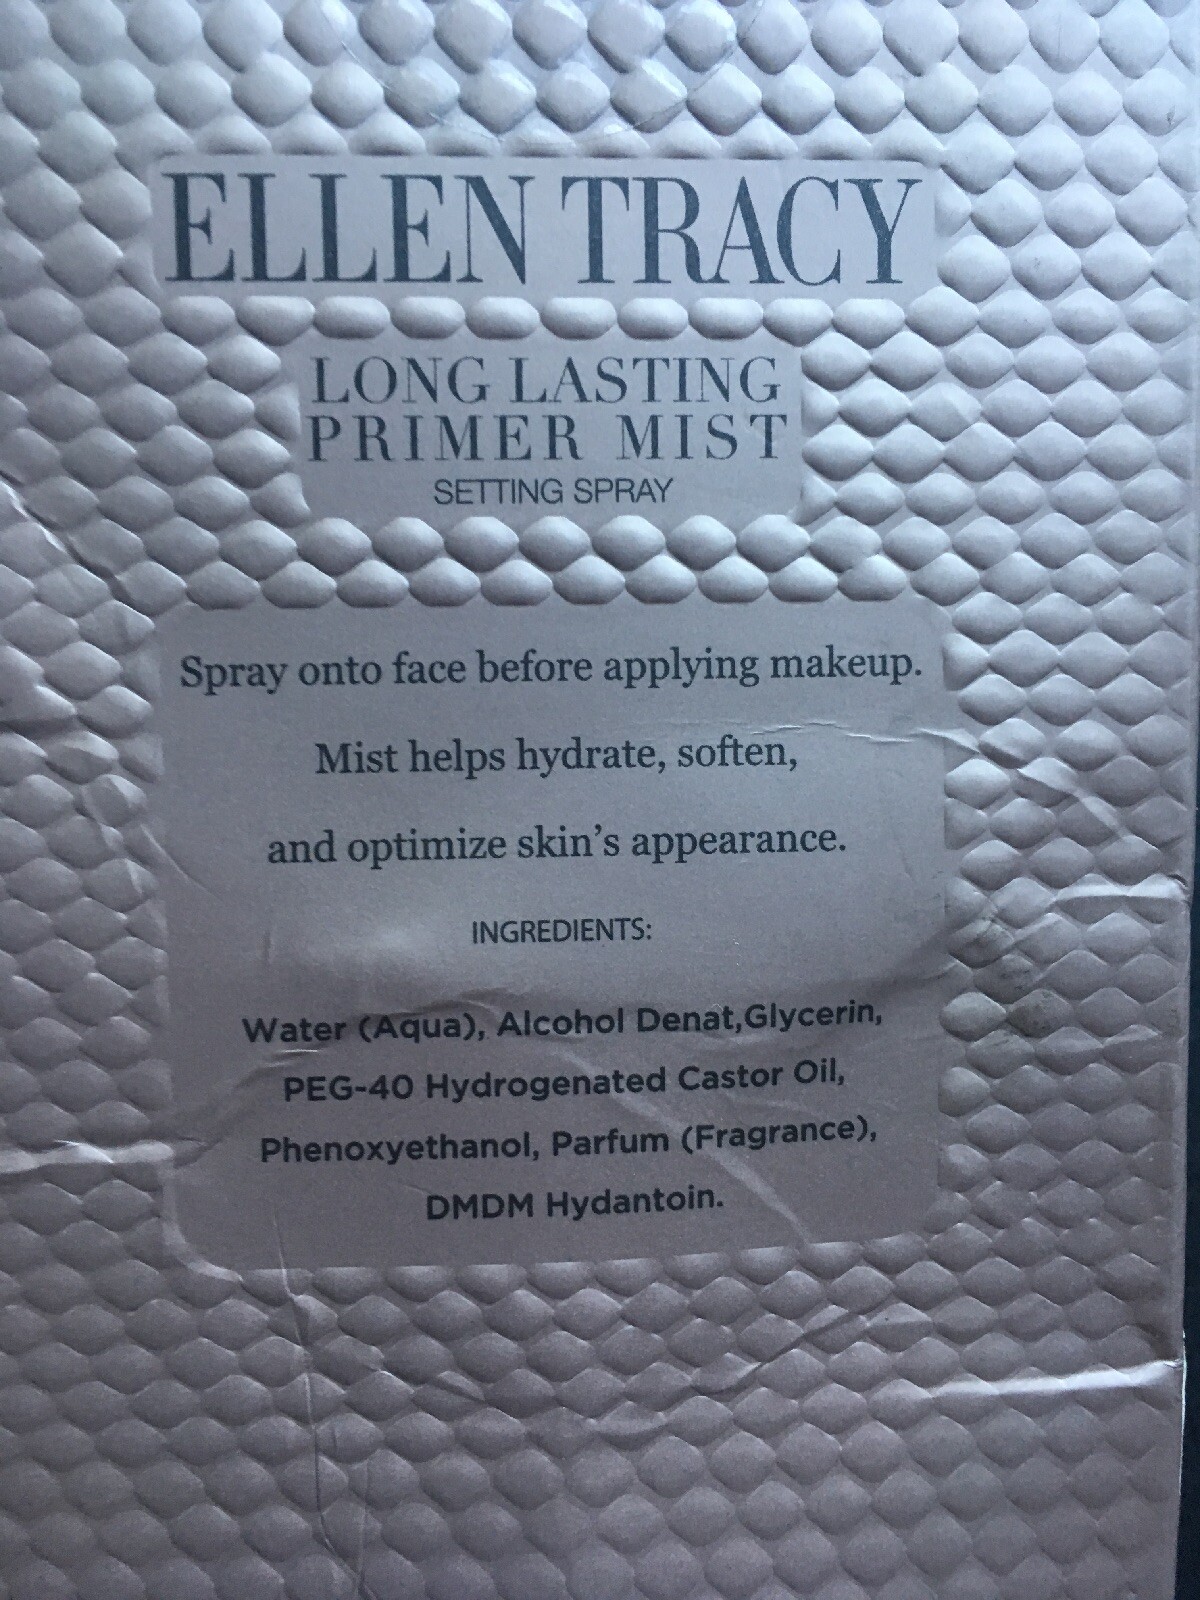 ELLEN TRACY
LONG LASTING
PRIMER MIST
SETTING SPRAY
Spray onto face before applying makeup.
Mist helps hydrate, soften,
and optimize skin's appearance.
INGREDIENTS:
Water (Aqua), Alcohol Denat,Glycerin,
PEG-40 Hydrogenated Castor Oil,
Phenoxyethanol, Parfum (Fragrance),
DMDM Hydantoin.